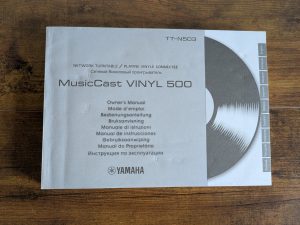 TT-N503
NETWORK TURNTABLE / PLATINE VINYLE CONNECTÉE
Сетевой Виниловый проигрыватель
MusicCast VINYL 500
Owner's Manual
Mode d'emploi
Bedienungsanleitung
Bruksanvisning
Manuale di istruzioni
Manual de instrucciones
Gebruiksaanwijzing
Manual do Proprietário
Инструкция по эксплуатации
YAMAHA